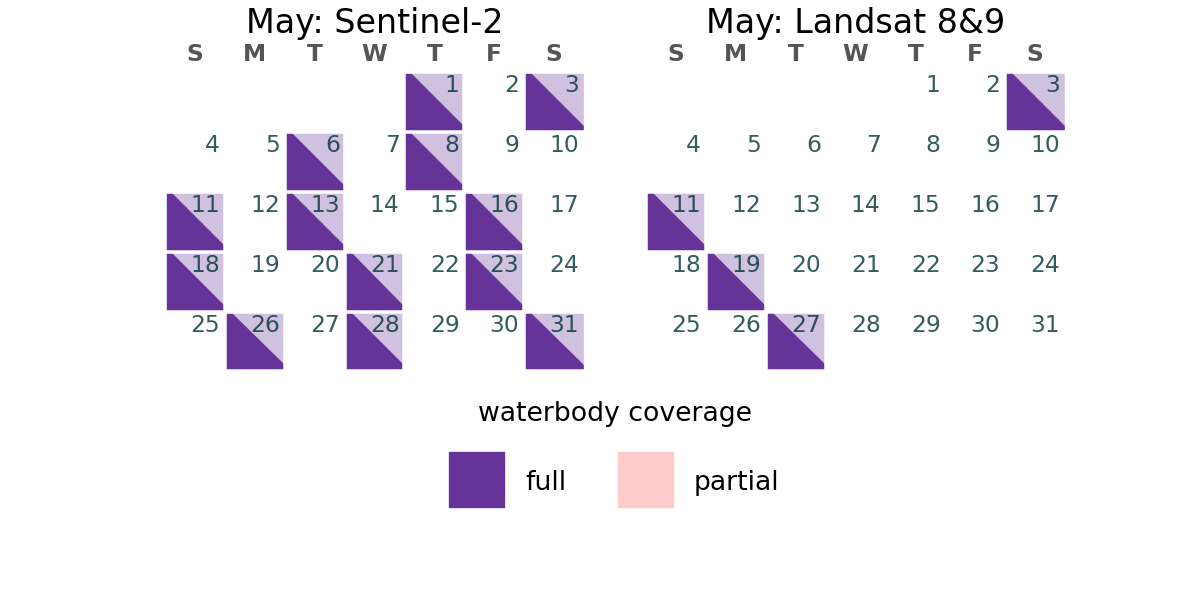 May: Sentinel-2
S M T W T F S
1 2 3
4 5 6 7 8 9 10
11 12 13 14 15 16 17
18 19 20 21 22 23 24
25 26 27 28 29 30 31
May: Landsat 8&9
S M T W T F S
1 2 3
4 5 6 7 8 9 10
11 12 13 14 15 16 17
18 19 20 21 22 23 24
25 26 27 28 29 30 31
waterbody coverage
full partial